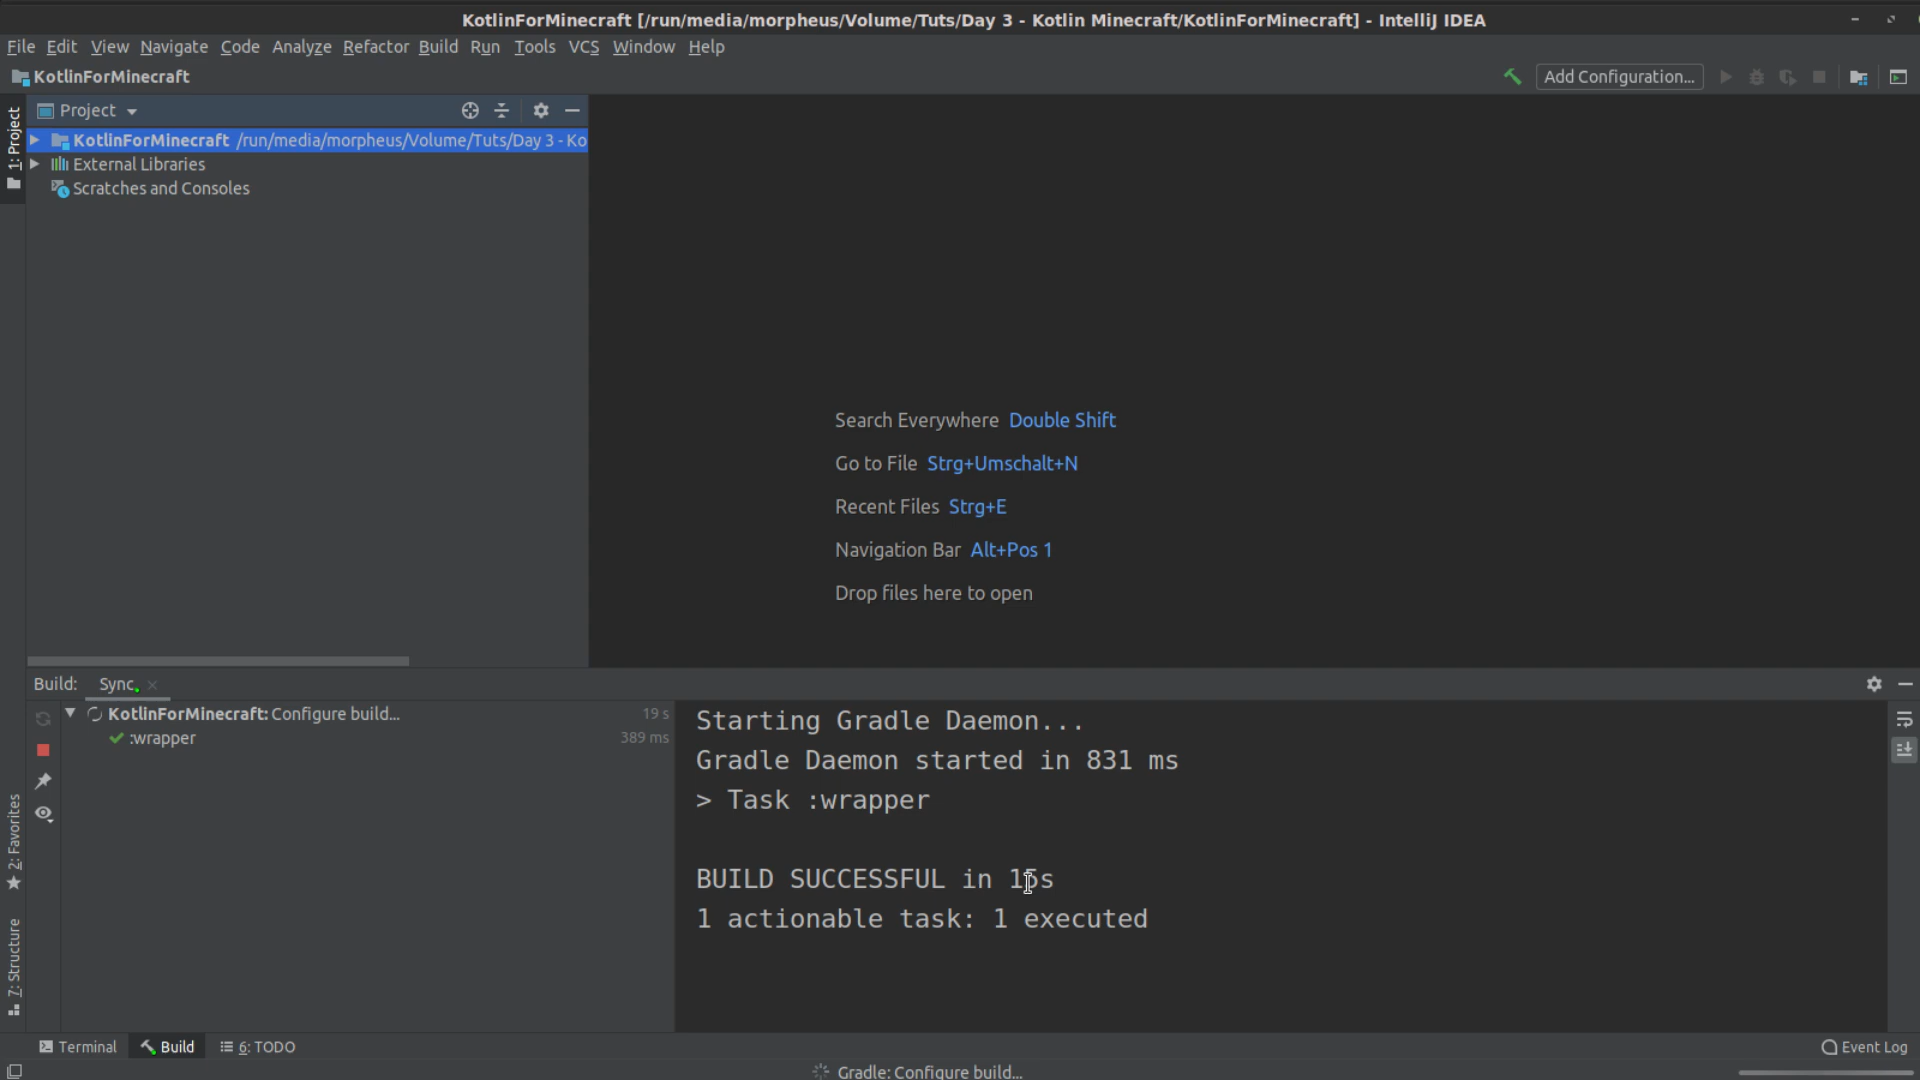 KotlinForMinecraft [/run/media/morpheus/Volume/Tuts/Day 3 - Kotlin Minecraft/KotlinForMinecraft] - IntelliJ IDEA
File Edit View Navigate Code Analyze Refactor Build Run Tools VCS Window Help
KotlinForMinecraft
Add Configuration...
1: Project
Project
KotlinForMinecraft /run/media/morpheus/Volume/Tuts/Day 3 - Ko
External Libraries
Scratches and Consoles
Search Everywhere Double Shift
Go to File Strg+Umschalt+N
Recent Files Strg+E
Navigation Bar Alt+Pos 1
Drop files here to open
Build: Sync
KotlinForMinecraft: Configure build... 19 s
:wrapper 389 ms
Starting Gradle Daemon...
Gradle Daemon started in 831 ms
> Task :wrapper
BUILD SUCCESSFUL in 15s
1 actionable task: 1 executed
2: Favorites
7: Structure
Terminal Build 6: TODO
Event Log
Gradle: Configure build...